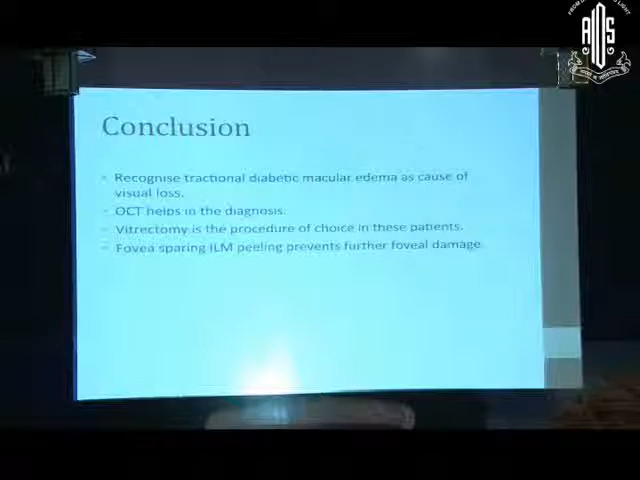 AIOS
Conclusion
Recognise tractional diabetic macular edema as cause of
visual loss.
OCT helps in the diagnosis.
Vitrectomy is the procedure of choice in these patients.
Fovea sparing ILM peeling prevents further foveal damage.